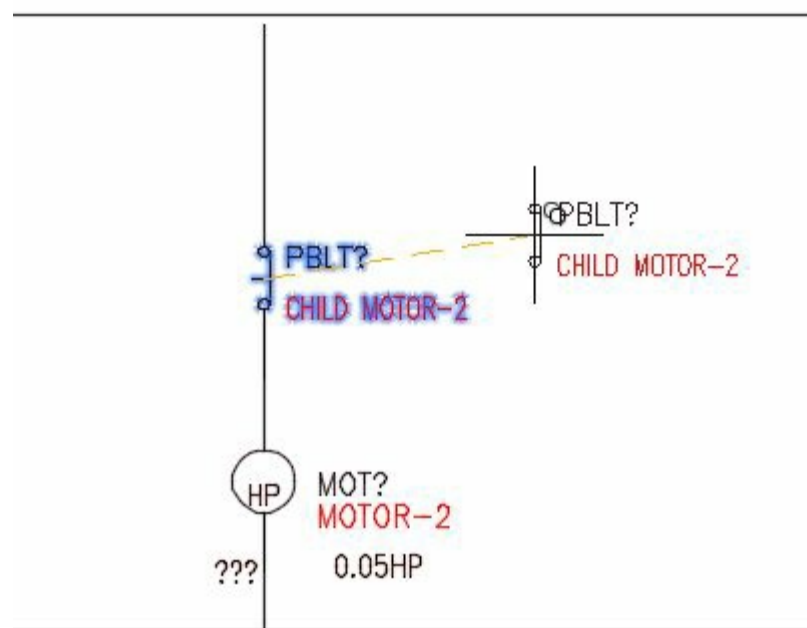 PBLT?
CHILD MOTOR-2
PBLT?
CHILD MOTOR-2
HP
MOT?
MOTOR-2
??? 0.05HP